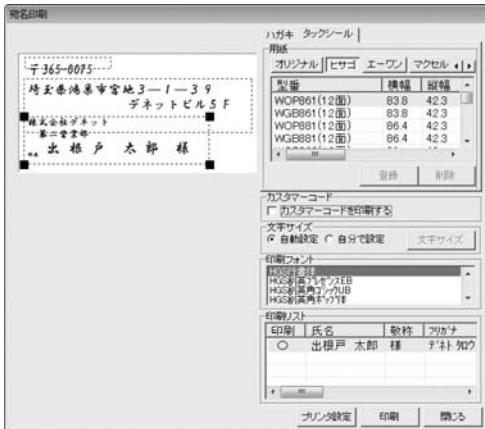 宛名印刷
〒365-0075
埼玉県鴻巣市宮地3―1―39
デネットビル5F
株式会社デネット
第二営業部
出根戸 太郎 様
ハガキ タックシール
用紙
オリジナル ヒサゴ エーワン マクセル
型番 横幅 縦幅
WOP861(12面) 83.8 42.3
WGB861(12面) 83.8 42.3
WOP881(12面) 86.4 42.3
WGB881(12面) 86.4 42.3
登録 削除
カスタマーコード
カスタマーコードを印刷する
文字サイズ
自動設定 自分で設定 文字サイズ
印刷フォント
HGS行書体
HGS創英プレゼンスEB
HGS創英角ゴシックUB
HGS創英角ポップ体
印刷リスト
印刷 氏名 敬称 フリガナ
○ 出根戸 太郎 様 デネト タロウ
プリンタ設定 印刷 閉じる